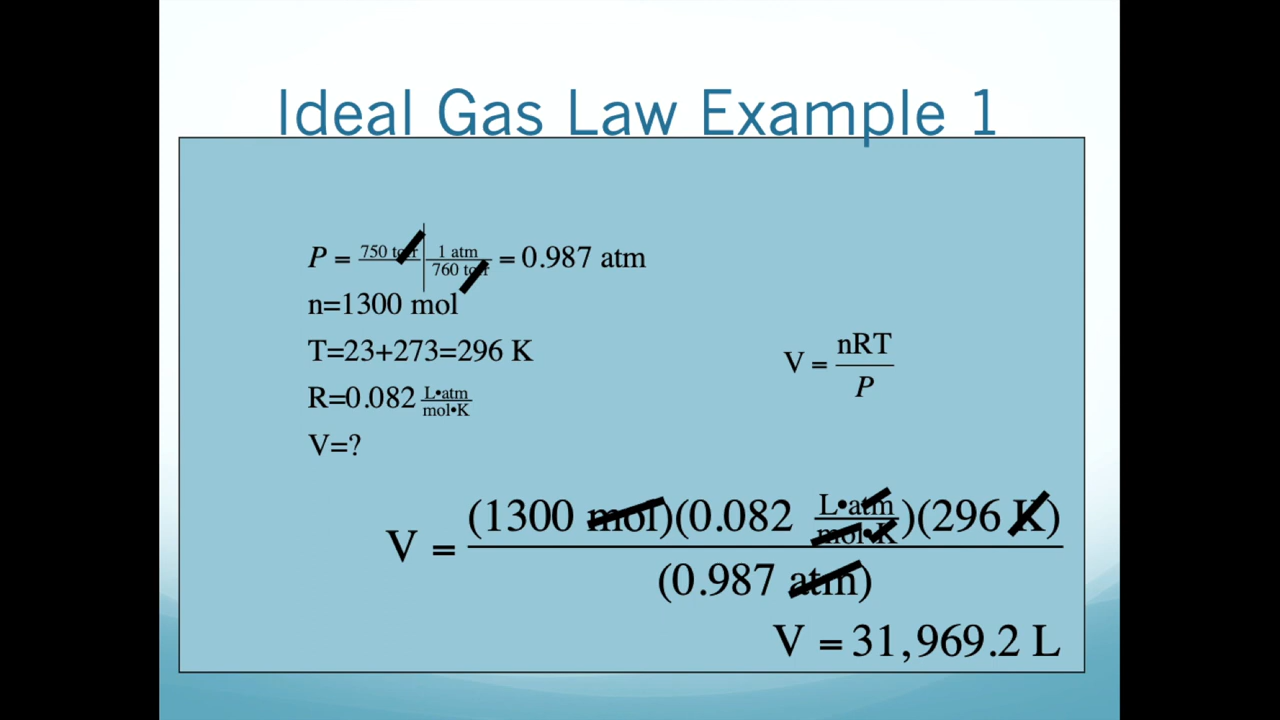 Ideal Gas Law Example 1
P = 750 torr | 1 atm / 760 torr = 0.987 atm
n=1300 mol
T=23+273=296 K
V = nRT / P
R=0.082 L•atm / mol•K
V=?
V = (1300 mol)(0.082 L•atm / mol•K)(296 K) / (0.987 atm)
V = 31,969.2 L